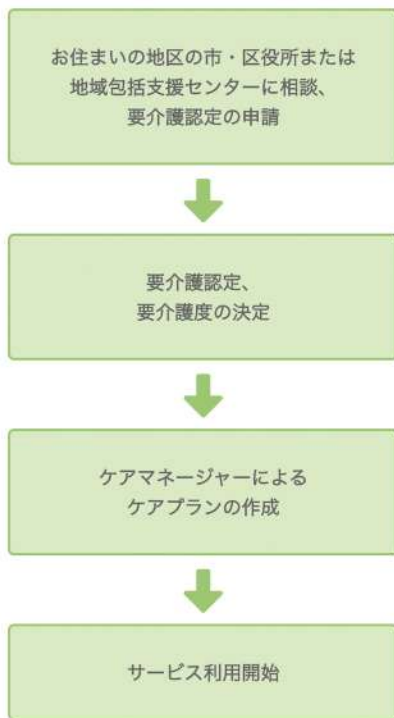 お住まいの地区の市・区役所または
地域包括支援センターに相談、
要介護認定の申請
要介護認定、
要介護度の決定
ケアマネージャーによる
ケアプランの作成
サービス利用開始